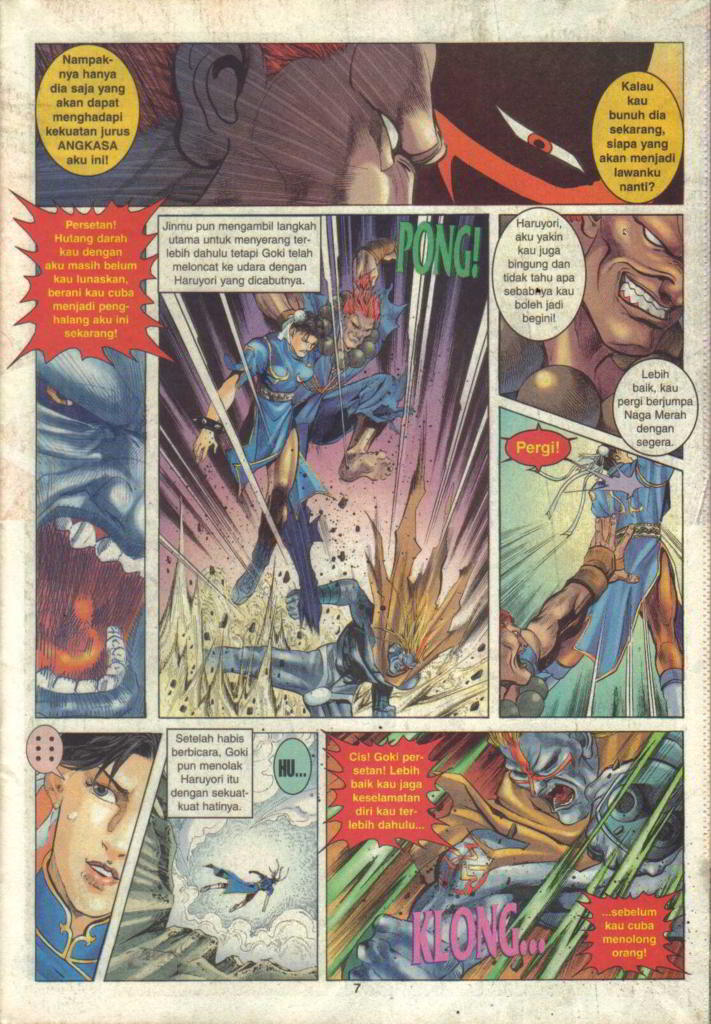 Nampak-
nya hanya
dia saja yang
akan dapat
menghadapi
kekuatan jurus
ANGKASA
aku ini!
Kalau
kau
bunuh dia
sekarang,
siapa yang
akan menjadi
lawanku
nanti?
Persetan!
Hutang darah
kau dengan
aku masih belum
kau lunaskan,
berani kau cuba
menjadi peng-
halang aku ini
sekarang!
Jinmu pun mengambil langkah
utama untuk menyerang ter-
lebih dahulu tetapi Goki telah
meloncat ke udara dengan
Haruyori yang dicabutnya.
PONG!
Haruyori,
aku yakin
kau juga
bingung dan
tidak tahu apa
sebabnya kau
boleh jadi
begini!
Lebih
baik, kau
pergi berjumpa
Naga Merah
dengan
segera.
Pergi!
Setelah habis
berbicara, Goki
pun menolak
Haruyori itu
dengan sekuat-
kuat hatinya.
HU...
Cis! Goki per-
setan! Lebih
baik kau jaga
keselamatan
diri kau ter-
lebih dahulu...
KLONG...
...sebelum
kau cuba
menolong
orang!
7